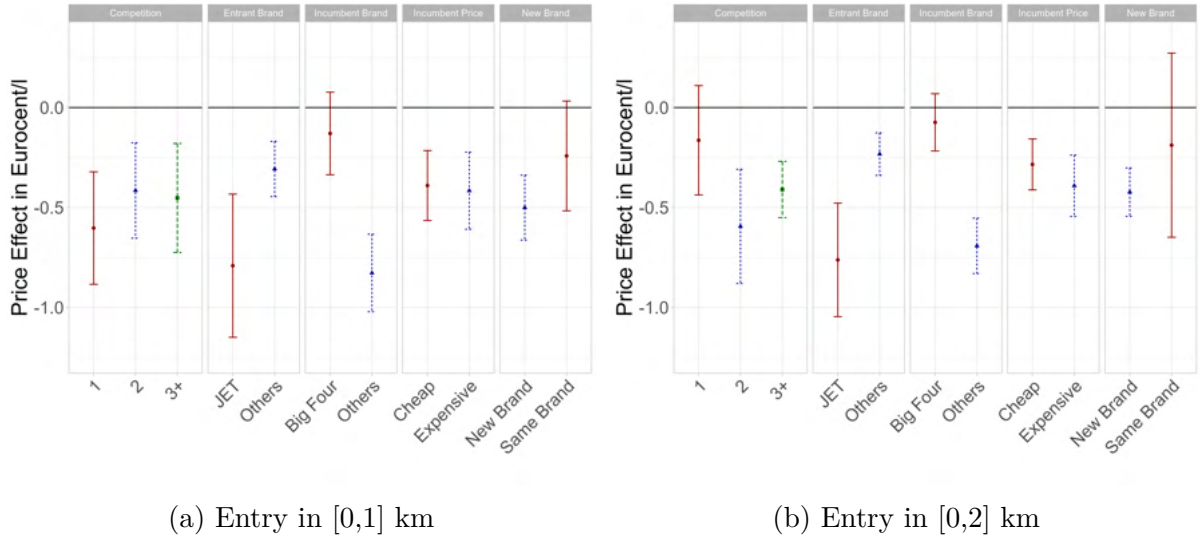 Competition Entrant Brand Incumbent Brand Incumbent Price New Brand
Price Effect in Eurocent/l
0.0
-0.5
-1.0
1 2 3+ JET Others Big Four Others Cheap Expensive New Brand Same Brand
(a) Entry in [0,1] km
Competition Entrant Brand Incumbent Brand Incumbent Price New Brand
Price Effect in Eurocent/l
0.0
-0.5
-1.0
1 2 3+ JET Others Big Four Others Cheap Expensive New Brand Same Brand
(b) Entry in [0,2] km